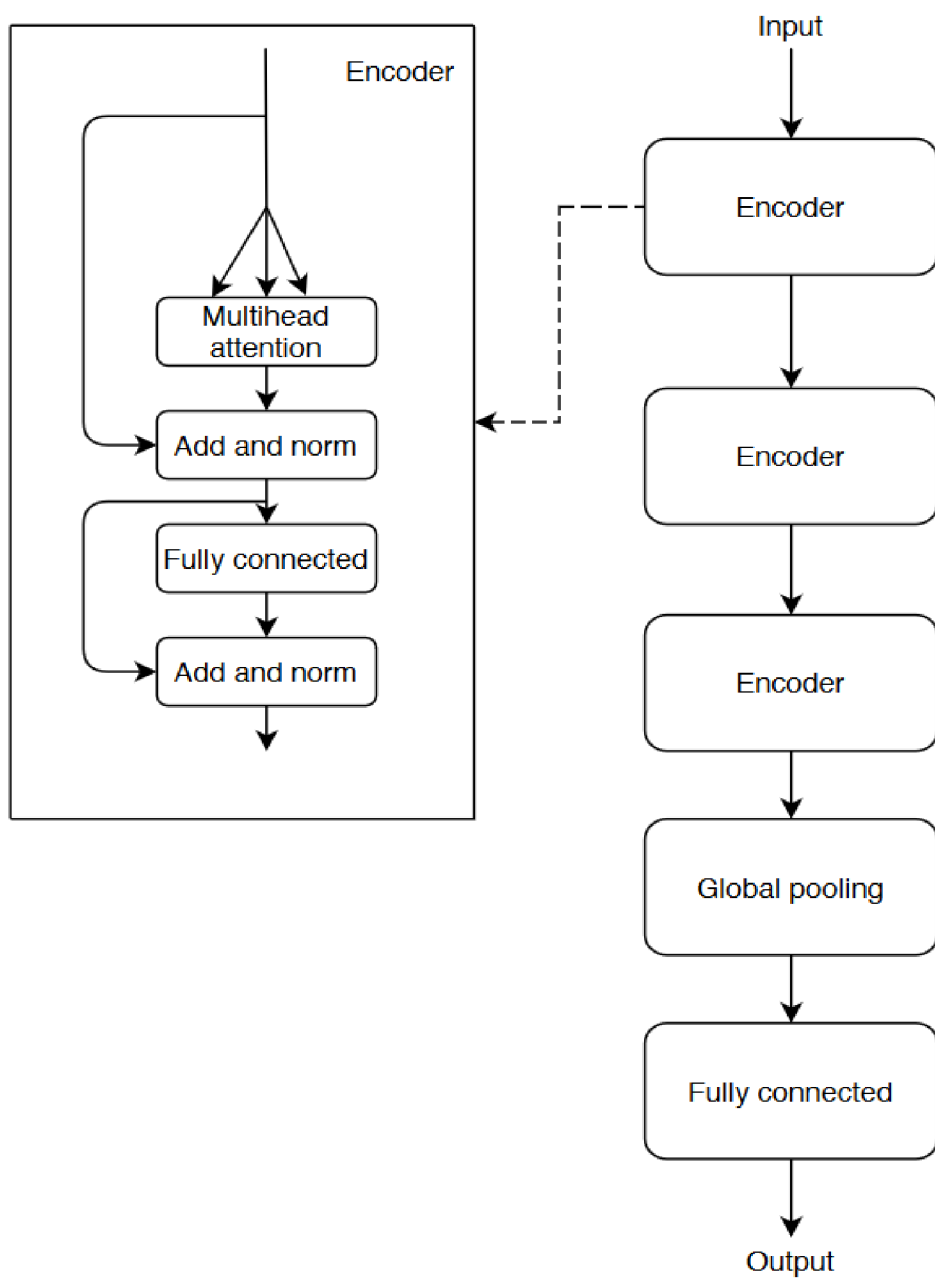 Encoder
Multihead
attention
Add and norm
Fully connected
Add and norm
Input
Encoder
Encoder
Encoder
Global pooling
Fully connected
Output